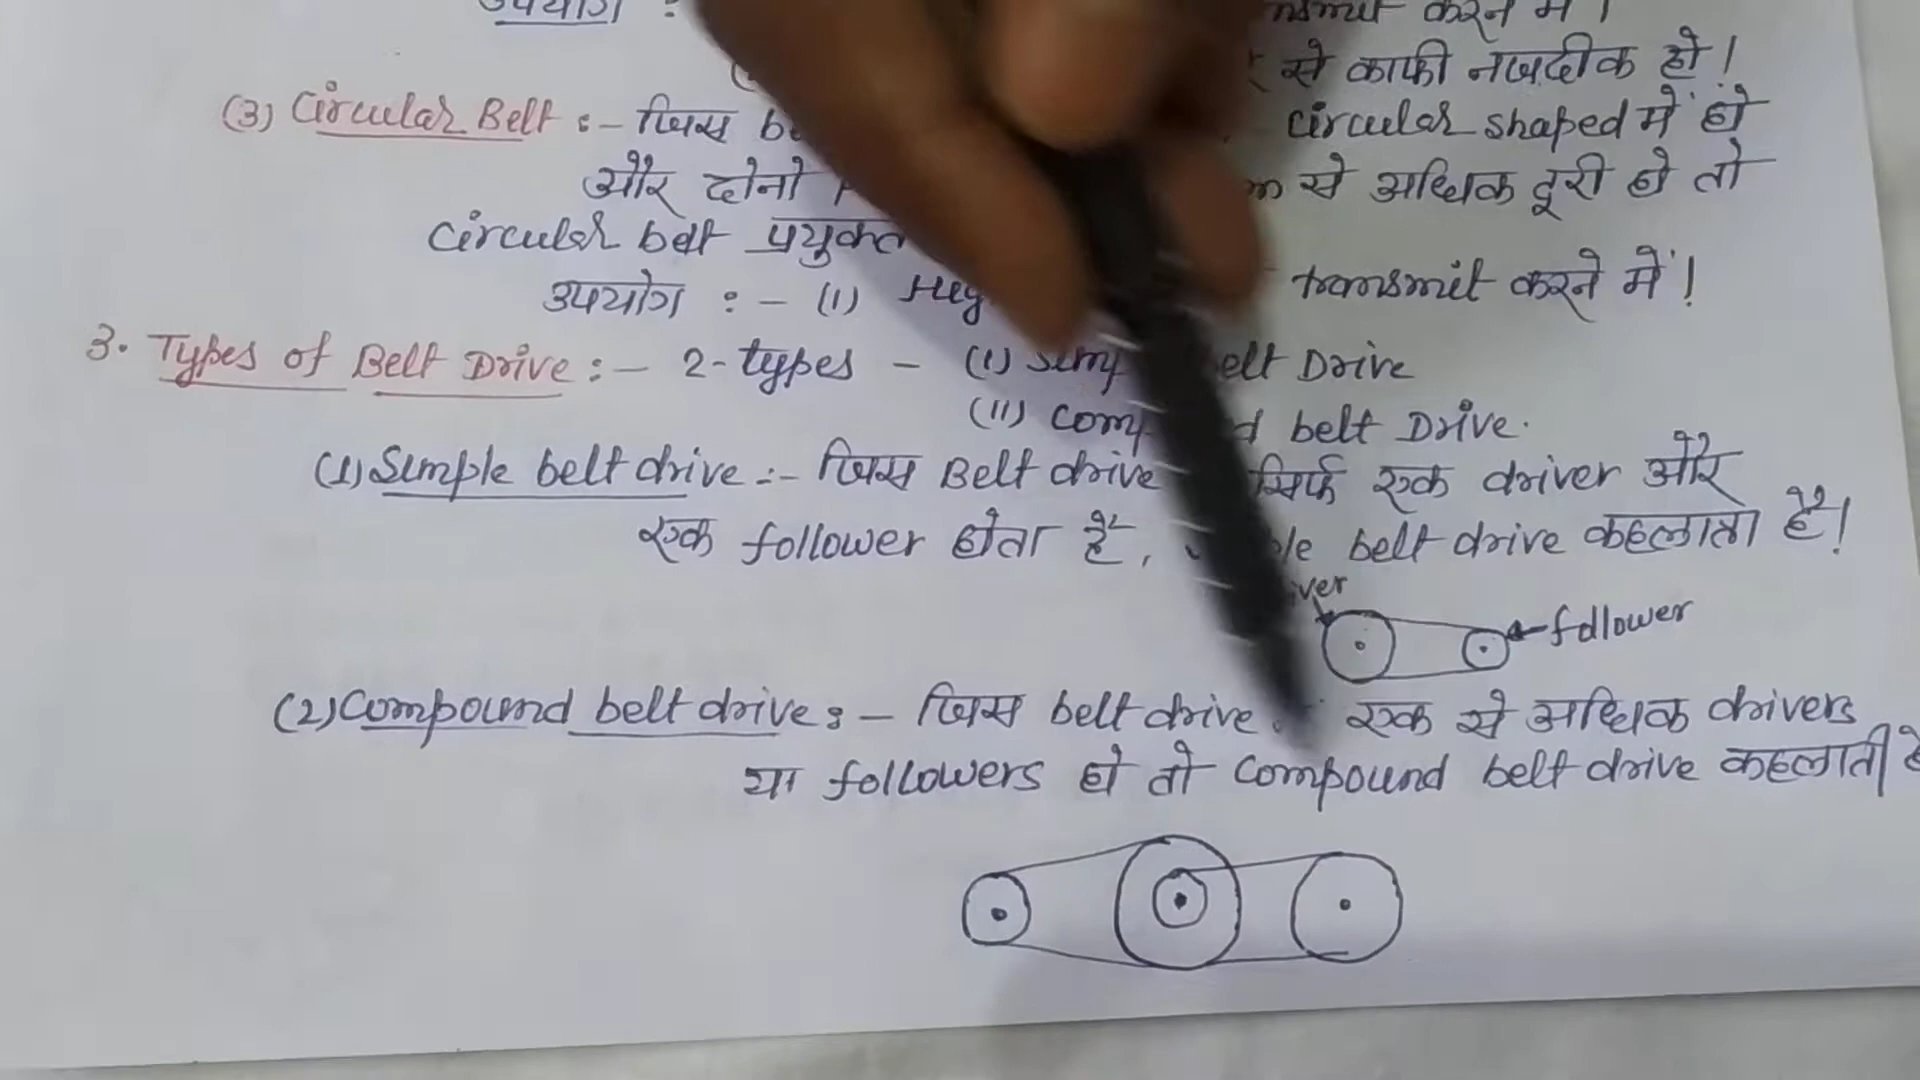 उपयोग :
करने में।
से काफी नजदीक हो।
(3) Circular Belt :- जिस circular shaped में हो
और दोनो से अधिक दूरी हो तो
circular belt प्रयुक्त
उपयोग :- (1) transmit करने में।
3. Types of Belt Drive :- 2-types - (I) Drive
(II) belt Drive.
(1) Simple belt drive :- जिस Belt drive सिर्फ एक driver और
एक follower होता है, belt drive कहलाता है।
follower
(2) Compound belt drive :- जिस belt drive एक से अधिक drivers
या followers हो तो compound belt drive कहलाती है